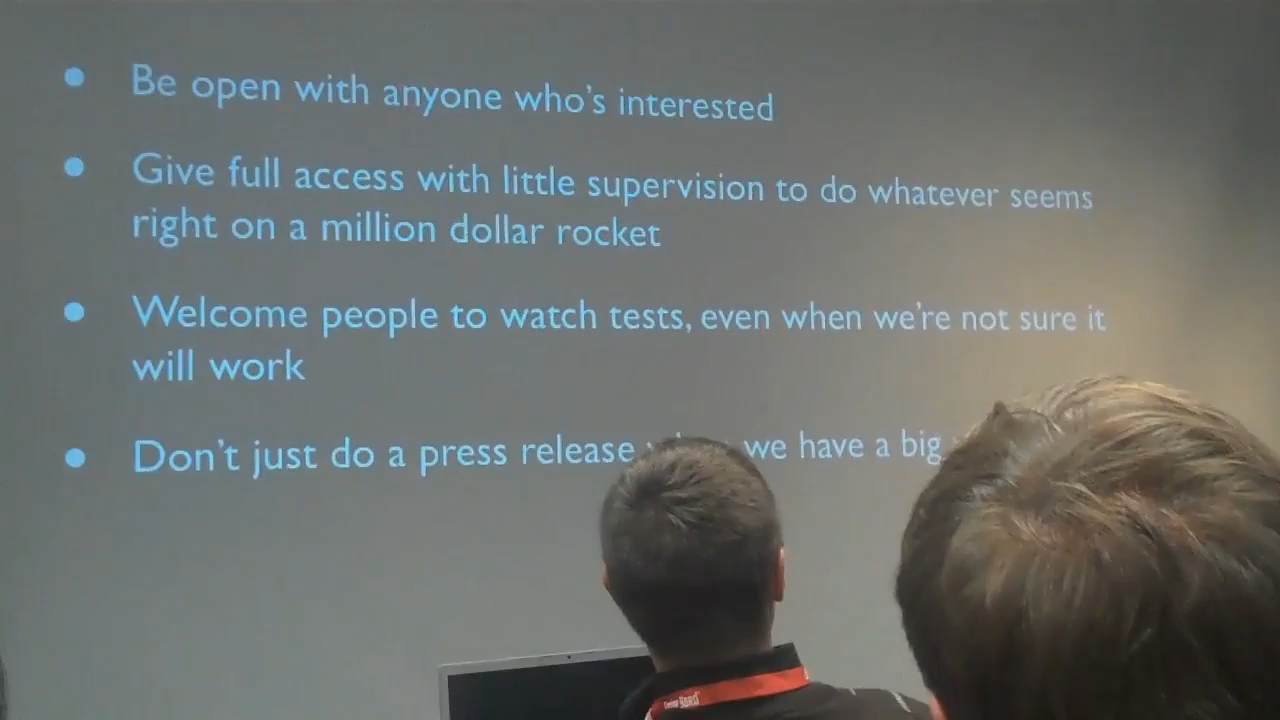 • Be open with anyone who's interested
• Give full access with little supervision to do whatever seems
right on a million dollar rocket
• Welcome people to watch tests, even when we're not sure it
will work
• Don't just do a press release we have a big